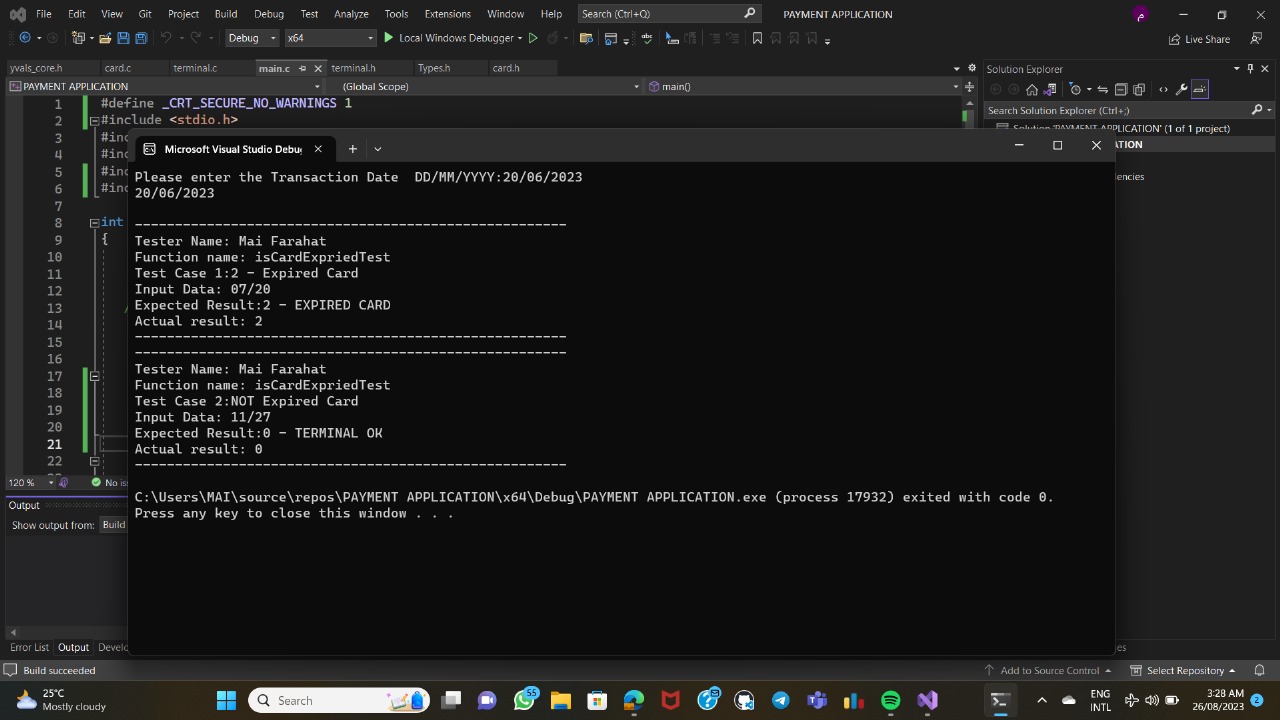 File Edit View Git Project Build Debug Test Analyze Tools Extensions Window Help Search (Ctrl+Q) PAYMENT APPLICATION م
Debug x64 Local Windows Debugger Live Share
yvals_core.h card.c terminal.c main.c terminal.h Types.h card.h Solution Explorer
PAYMENT APPLICATION (Global Scope) main()
Search Solution Explorer (Ctrl+;)
1 #define _CRT_SECURE_NO_WARNINGS 1
2 #include <stdio.h>
Solution 'PAYMENT APPLICATION' (1 of 1 project)
3 #inc
4 #inc
5 #inc
6 #inc
7
8 int
9 {
10
11
12
13 /
14
15
16
17
18
19
20
21
22
Microsoft Visual Studio Debu
ATION
encies
Please enter the Transaction Date DD/MM/YYYY:20/06/2023
20/06/2023
-----------------------------------------------------------
Tester Name: Mai Farahat
Function name: isCardExpriedTest
Test Case 1:2 - Expired Card
Input Data: 07/20
Expected Result:2 - EXPIRED CARD
Actual result: 2
-----------------------------------------------------------
-----------------------------------------------------------
Tester Name: Mai Farahat
Function name: isCardExpriedTest
Test Case 2:NOT Expired Card
Input Data: 11/27
Expected Result:0 - TERMINAL OK
Actual result: 0
-----------------------------------------------------------
C:\Users\MAI\source\repos\PAYMENT APPLICATION\x64\Debug\PAYMENT APPLICATION.exe (process 17932) exited with code 0.
Press any key to close this window . . .
120 % No is
Output
Show output from: Build
Error List Output Develo
es
Build succeeded Add to Source Control Select Repository
25°C
Mostly cloudy
Search
55
ENG
INTL
3:28 AM
26/08/2023
2